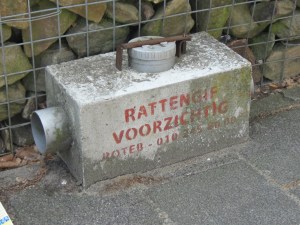 RATTENGIF
VOORZICHTIG
ROTEB - 010